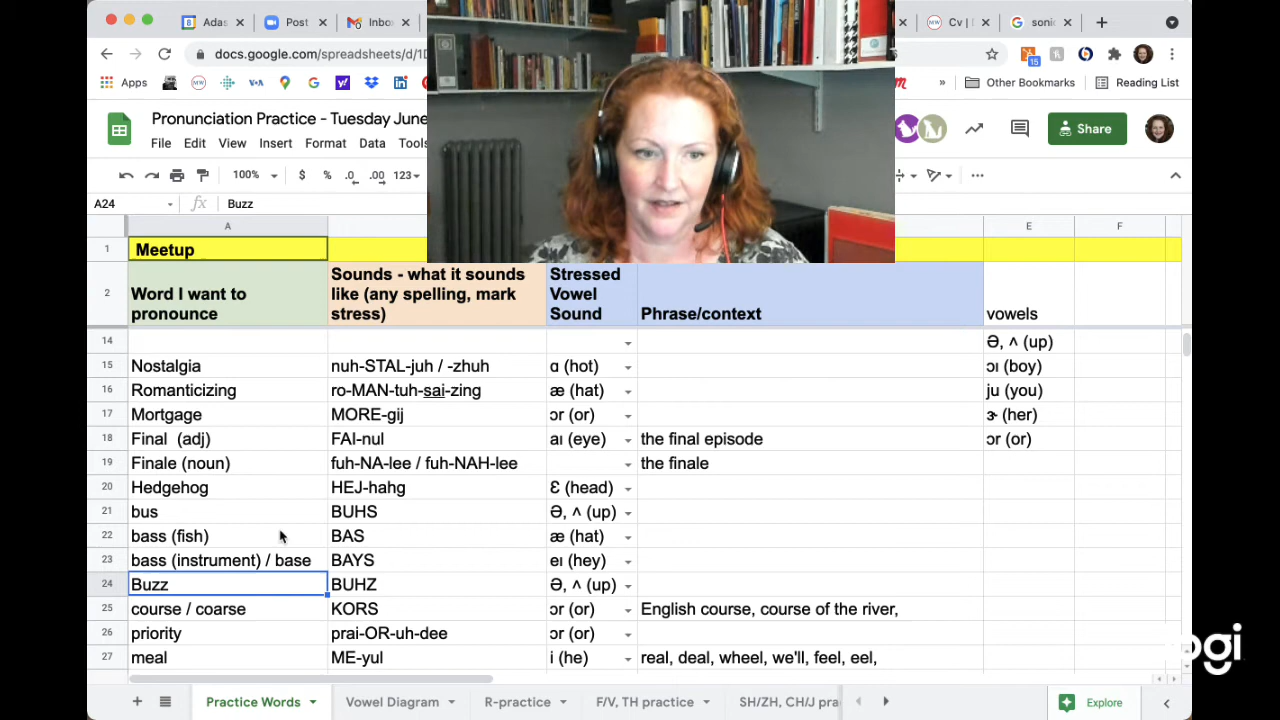 Adas
Post
Inbo
Cv |
soni
docs.google.com/spreadsheets/d/1
15
Apps
Other Bookmarks
Reading List
Pronunciation Practice - Tuesday June
Share
File Edit View Insert Format Data Tools
100% $ % .0 .00 123
A24 fx Buzz
A E F
1 Meetup
2 Word I want to pronounce
Sounds - what it sounds like (any spelling, mark stress)
Stressed Vowel Sound
Phrase/context
vowels
14 Ə, ʌ (up)
15 Nostalgia nuh-STAL-juh / -zhuh ɑ (hot) ɔɪ (boy)
16 Romanticizing ro-MAN-tuh-sai-zing æ (hat) ju (you)
17 Mortgage MORE-gij ɔr (or) ɝ (her)
18 Final (adj) FAI-nul aɪ (eye) the final episode ɔr (or)
19 Finale (noun) fuh-NA-lee / fuh-NAH-lee the finale
20 Hedgehog HEJ-hahg Ɛ (head)
21 bus BUHS Ə, ʌ (up)
22 bass (fish) BAS æ (hat)
23 bass (instrument) / base BAYS eɪ (hey)
24 Buzz BUHZ Ə, ʌ (up)
25 course / coarse KORS ɔr (or) English course, course of the river,
26 priority prai-OR-uh-dee ɔr (or)
27 meal ME-yul i (he) real, deal, wheel, we'll, feel, eel,
Practice Words Vowel Diagram R-practice F/V, TH practice SH/ZH, CH/J pra
Explore
logi